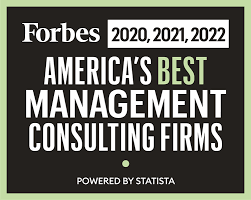 Forbes 2020, 2021, 2022
AMERICA'S BEST
MANAGEMENT
CONSULTING FIRMS
POWERED BY STATISTA